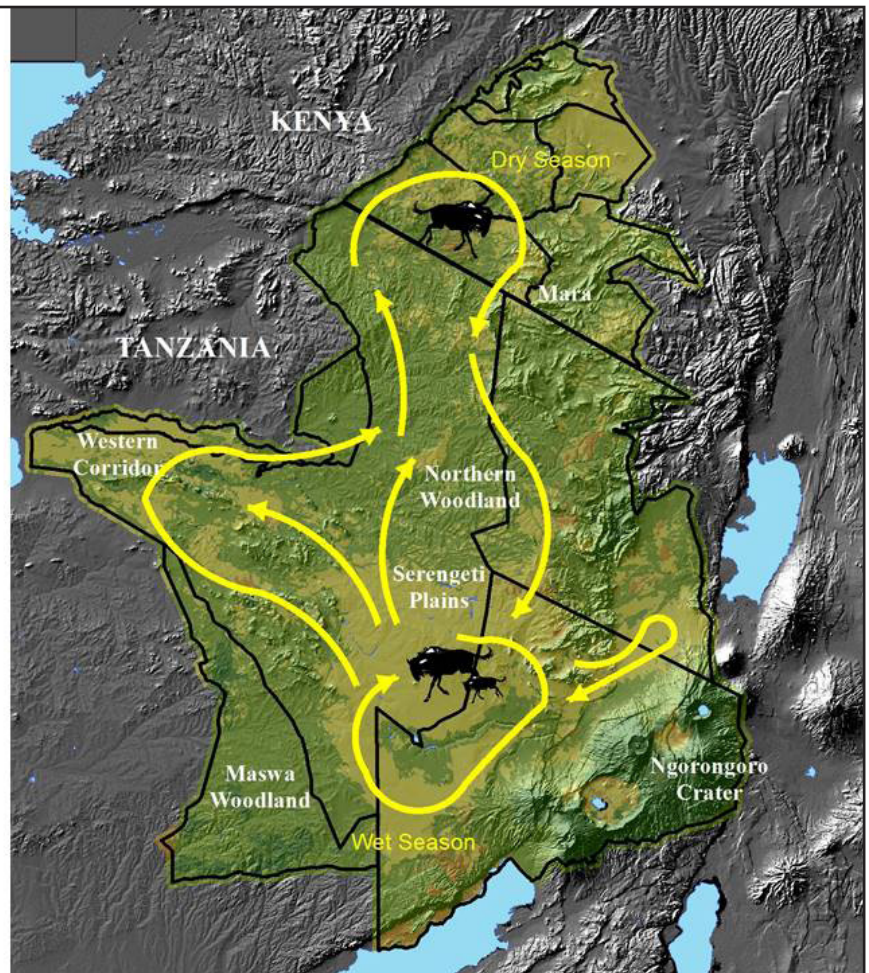 KENYA
Dry Season
Mara
TANZANIA
Western
Corridor
Northern
Woodland
Serengeti
Plains
Maswa
Woodland
Ngorongoro
Crater
Wet Season